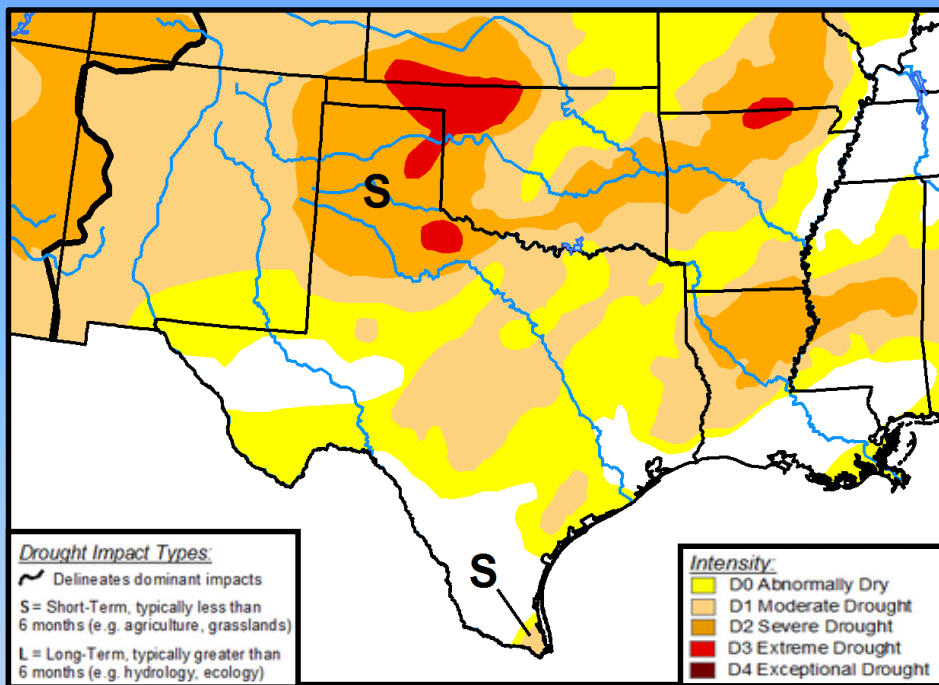 S
S
Drought Impact Types:
Delineates dominant impacts
S = Short-Term, typically less than
6 months (e.g. agriculture, grasslands)
L = Long-Term, typically greater than
6 months (e.g. hydrology, ecology)
Intensity:
D0 Abnormally Dry
D1 Moderate Drought
D2 Severe Drought
D3 Extreme Drought
D4 Exceptional Drought